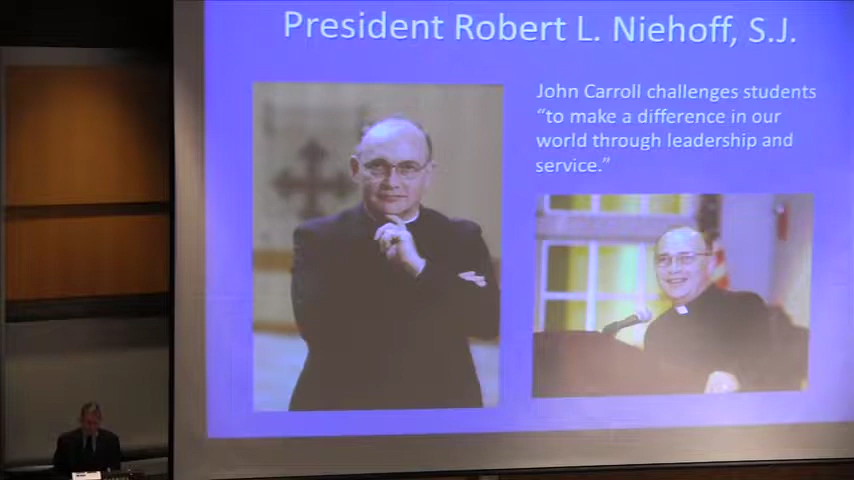 President Robert L. Niehoff, S.J.
John Carroll challenges students
“to make a difference in our
world through leadership and
service.”